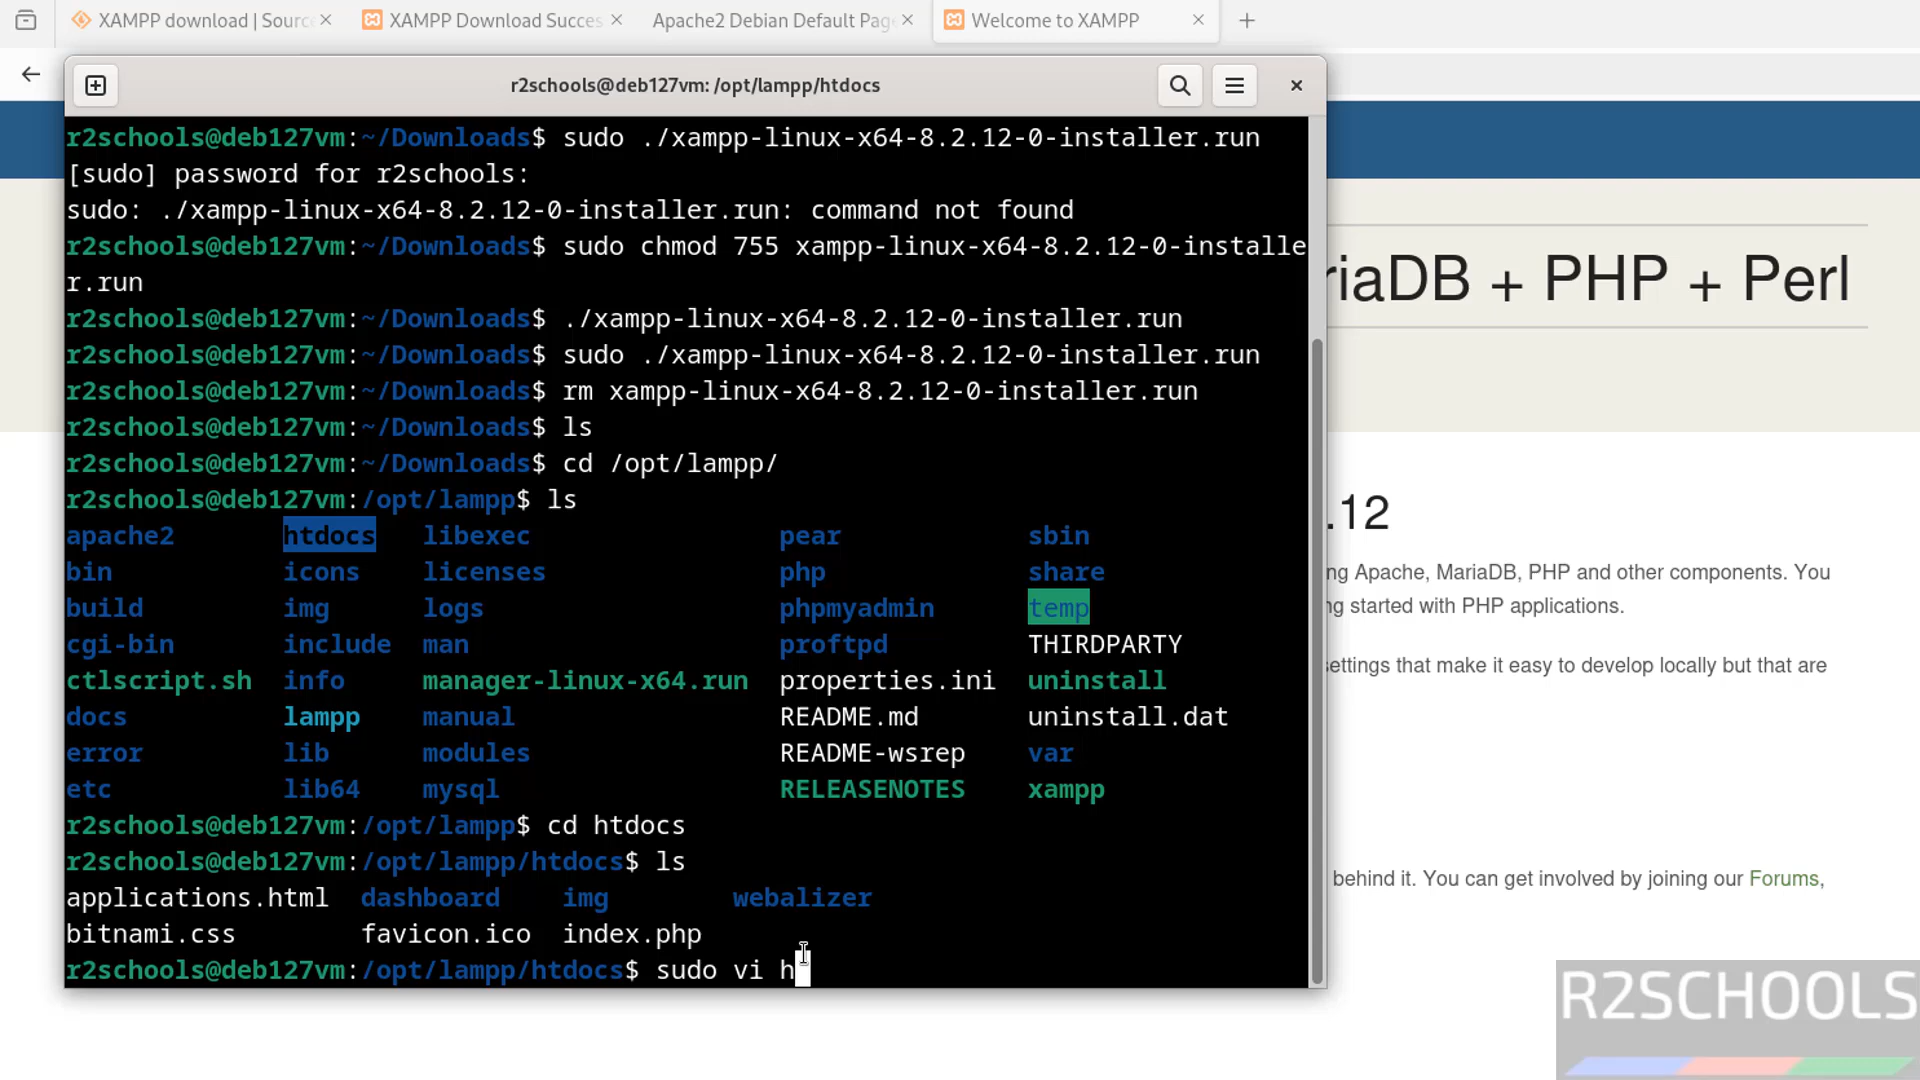 XAMPP download | Sourc
XAMPP Download Succes
Apache2 Debian Default Page
Welcome to XAMPP
r2schools@deb127vm: /opt/lampp/htdocs
r2schools@deb127vm:~/Downloads$ sudo ./xampp-linux-x64-8.2.12-0-installer.run
[sudo] password for r2schools:
sudo: ./xampp-linux-x64-8.2.12-0-installer.run: command not found
r2schools@deb127vm:~/Downloads$ sudo chmod 755 xampp-linux-x64-8.2.12-0-installe
r.run
r2schools@deb127vm:~/Downloads$ ./xampp-linux-x64-8.2.12-0-installer.run
r2schools@deb127vm:~/Downloads$ sudo ./xampp-linux-x64-8.2.12-0-installer.run
r2schools@deb127vm:~/Downloads$ rm xampp-linux-x64-8.2.12-0-installer.run
r2schools@deb127vm:~/Downloads$ ls
r2schools@deb127vm:~/Downloads$ cd /opt/lampp/
r2schools@deb127vm:/opt/lampp$ ls
apache2 htdocs libexec pear sbin
bin icons licenses php share
build img logs phpmyadmin temp
cgi-bin include man proftpd THIRDPARTY
ctlscript.sh info manager-linux-x64.run properties.ini uninstall
docs lampp manual README.md uninstall.dat
error lib modules README-wsrep var
etc lib64 mysql RELEASENOTES xampp
r2schools@deb127vm:/opt/lampp$ cd htdocs
r2schools@deb127vm:/opt/lampp/htdocs$ ls
applications.html dashboard img webalizer
bitnami.css favicon.ico index.php
r2schools@deb127vm:/opt/lampp/htdocs$ sudo vi h
riaDB + PHP + Perl
.12
ng Apache, MariaDB, PHP and other components. You
ng started with PHP applications.
settings that make it easy to develop locally but that are
behind it. You can get involved by joining our Forums,
R2SCHOOLS